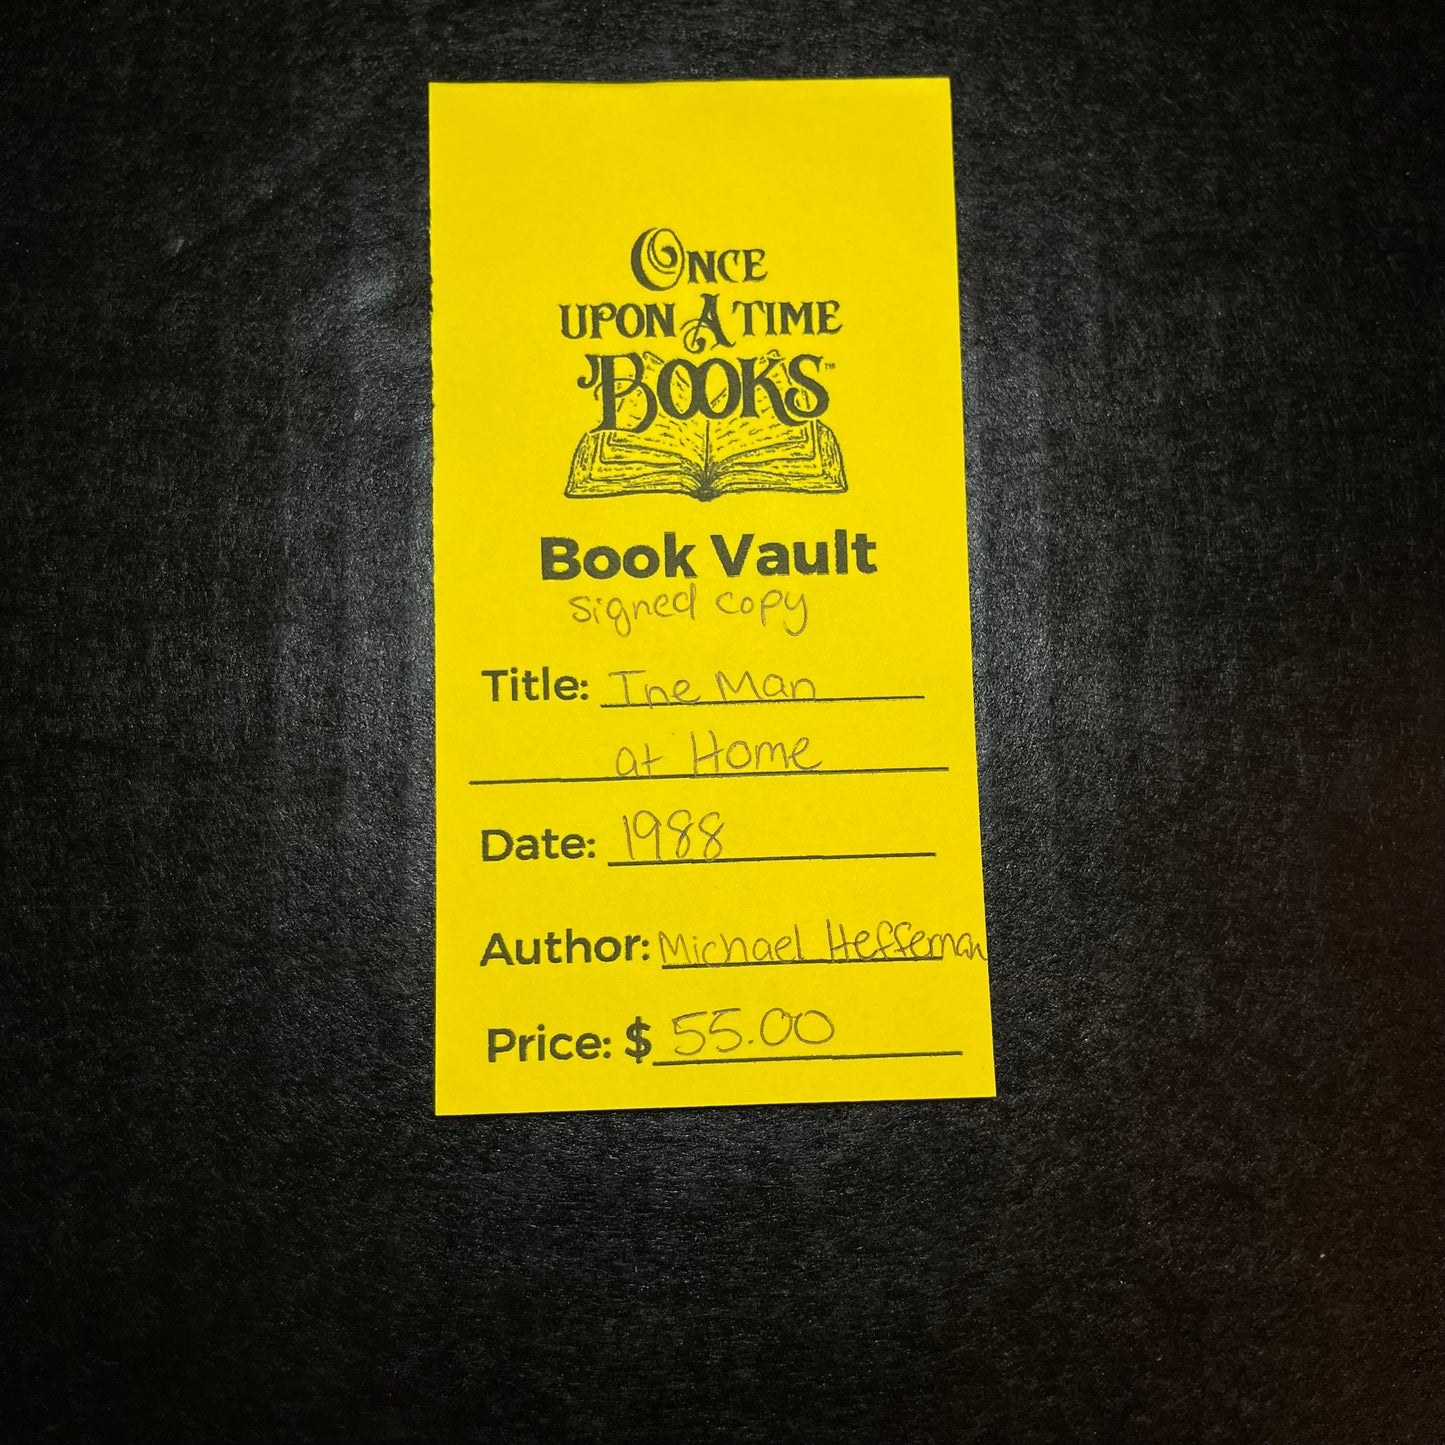 ONCE
UPON A TIME
BOOKS™
Book Vault
signed copy
Title: The Man
at Home
Date: 1988
Author: Michael Heffernan
Price: $ 55.00